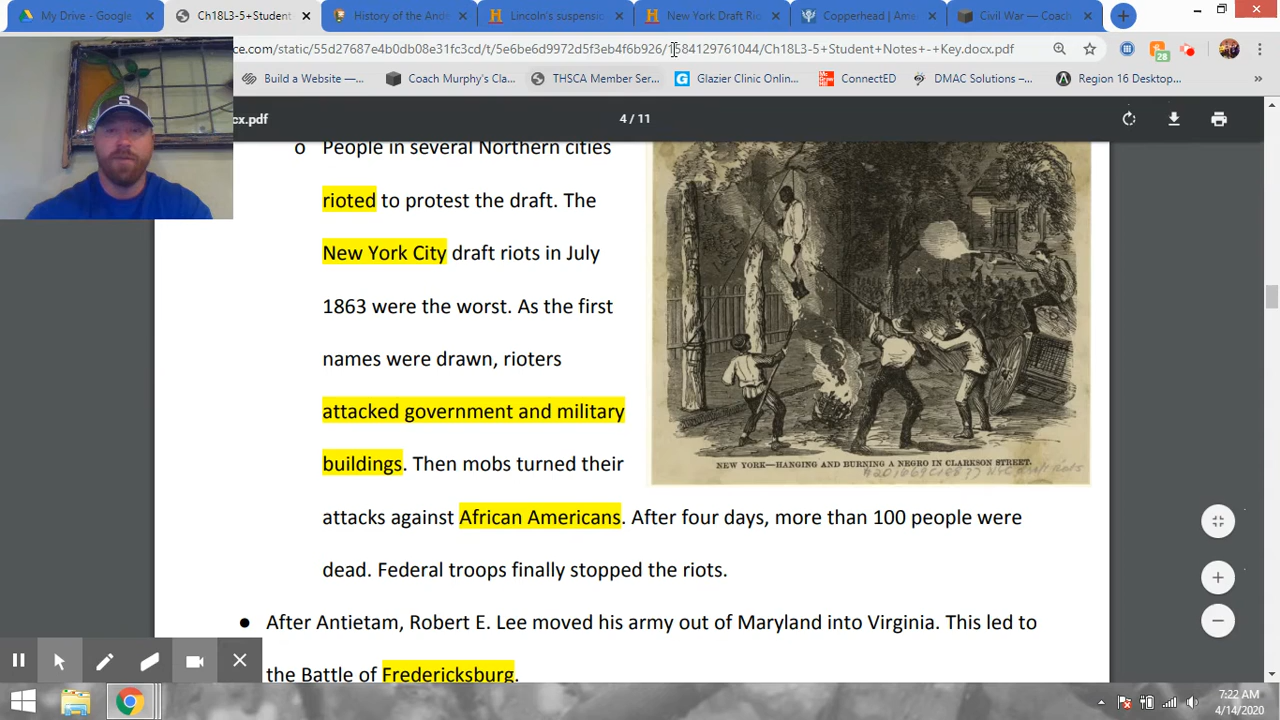 My Drive - Google
Ch18L3-5+Student
History of the And
Lincoln's suspensio
New York Draft Rio
Copperhead | Ame
Civil War — Coach
ce.com/static/55d27687e4b0db08e31fc3cd/t/5e6be6d9972d5f3eb4f6b926/1584129761044/Ch18L3-5+Student+Notes+-+Key.docx.pdf
28
Build a Website —...
Coach Murphy's Cla...
THSCA Member Ser...
Glazier Clinic Onlin...
ConnectED
DMAC Solutions –...
Region 16 Desktop...
»
cx.pdf
4 / 11
o People in several Northern cities
rioted to protest the draft. The
New York City draft riots in July
1863 were the worst. As the first
names were drawn, rioters
attacked government and military
buildings. Then mobs turned their
attacks against African Americans. After four days, more than 100 people were
dead. Federal troops finally stopped the riots.
NEW YORK—HANGING AND BURNING A NEGRO IN CLARKSON STREET.
● After Antietam, Robert E. Lee moved his army out of Maryland into Virginia. This led to
the Battle of Fredericksburg.
S
7:22 AM
4/14/2020